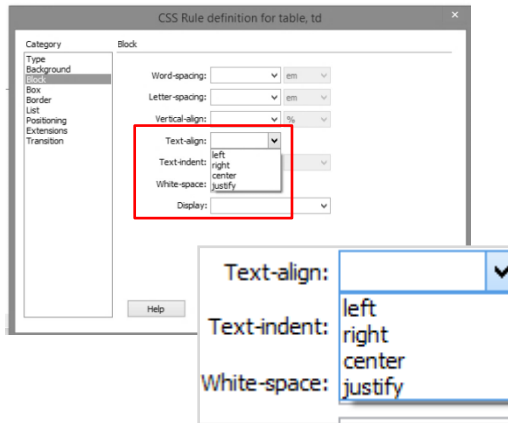 CSS Rule definition for table, td
×
Category
Block
Type
Background
Block
Box
Border
List
Positioning
Extensions
Transition
Word-spacing:
em
Letter-spacing:
em
Vertical-align:
%
Text-align:
left
right
center
justify
Text-indent:
White-space:
Display:
Help
Text-align:
left
right
center
justify
Text-indent:
White-space: